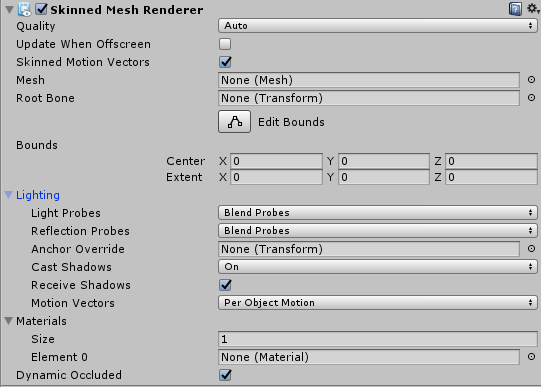 Skinned Mesh Renderer
Quality Auto
Update When Offscreen
Skinned Motion Vectors
Mesh None (Mesh)
Root Bone None (Transform)
Edit Bounds
Bounds
Center X 0 Y 0 Z 0
Extent X 0 Y 0 Z 0
Lighting
Light Probes Blend Probes
Reflection Probes Blend Probes
Anchor Override None (Transform)
Cast Shadows On
Receive Shadows
Motion Vectors Per Object Motion
Materials
Size 1
Element 0 None (Material)
Dynamic Occluded